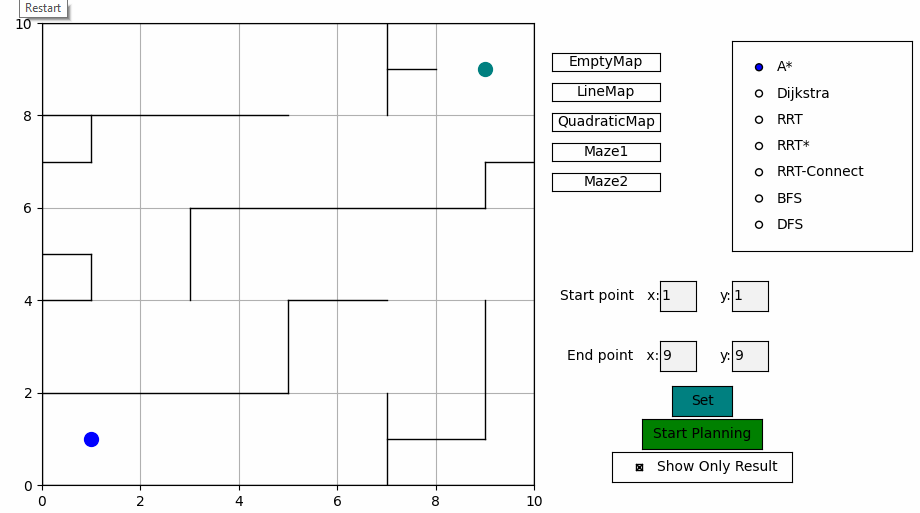 Restart
10
8
6
4
2
0
0 2 4 6 8 10
EmptyMap
LineMap
QuadraticMap
Maze1
Maze2
A*
Dijkstra
RRT
RRT*
RRT-Connect
BFS
DFS
Start point x: 1 y: 1
End point x: 9 y: 9
Set
Start Planning
Show Only Result